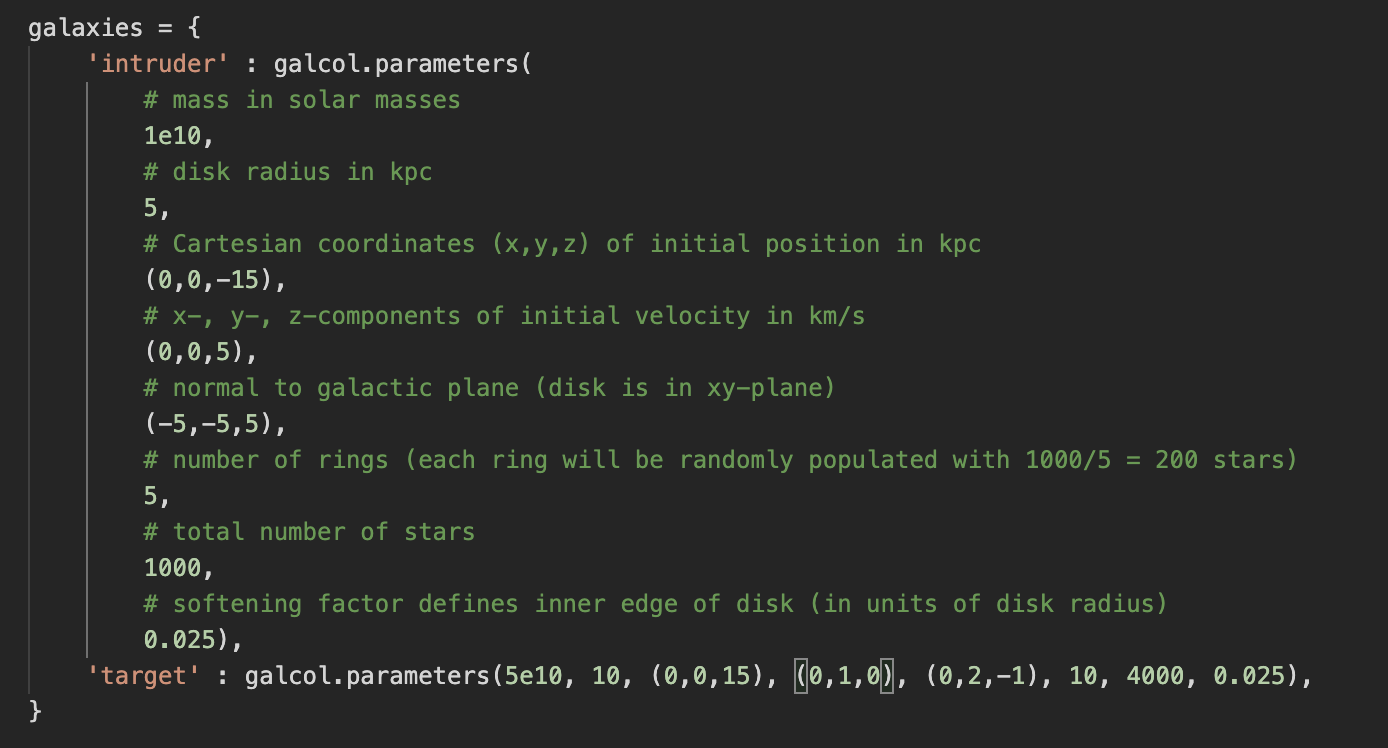 galaxies = {
'intruder' : galcol.parameters(
# mass in solar masses
1e10,
# disk radius in kpc
5,
# Cartesian coordinates (x,y,z) of initial position in kpc
(0,0,-15),
# x-, y-, z-components of initial velocity in km/s
(0,0,5),
# normal to galactic plane (disk is in xy-plane)
(-5,-5,5),
# number of rings (each ring will be randomly populated with 1000/5 = 200 stars)
5,
# total number of stars
1000,
# softening factor defines inner edge of disk (in units of disk radius)
0.025),
'target' : galcol.parameters(5e10, 10, (0,0,15), (0,1,0), (0,2,-1), 10, 4000, 0.025),
}